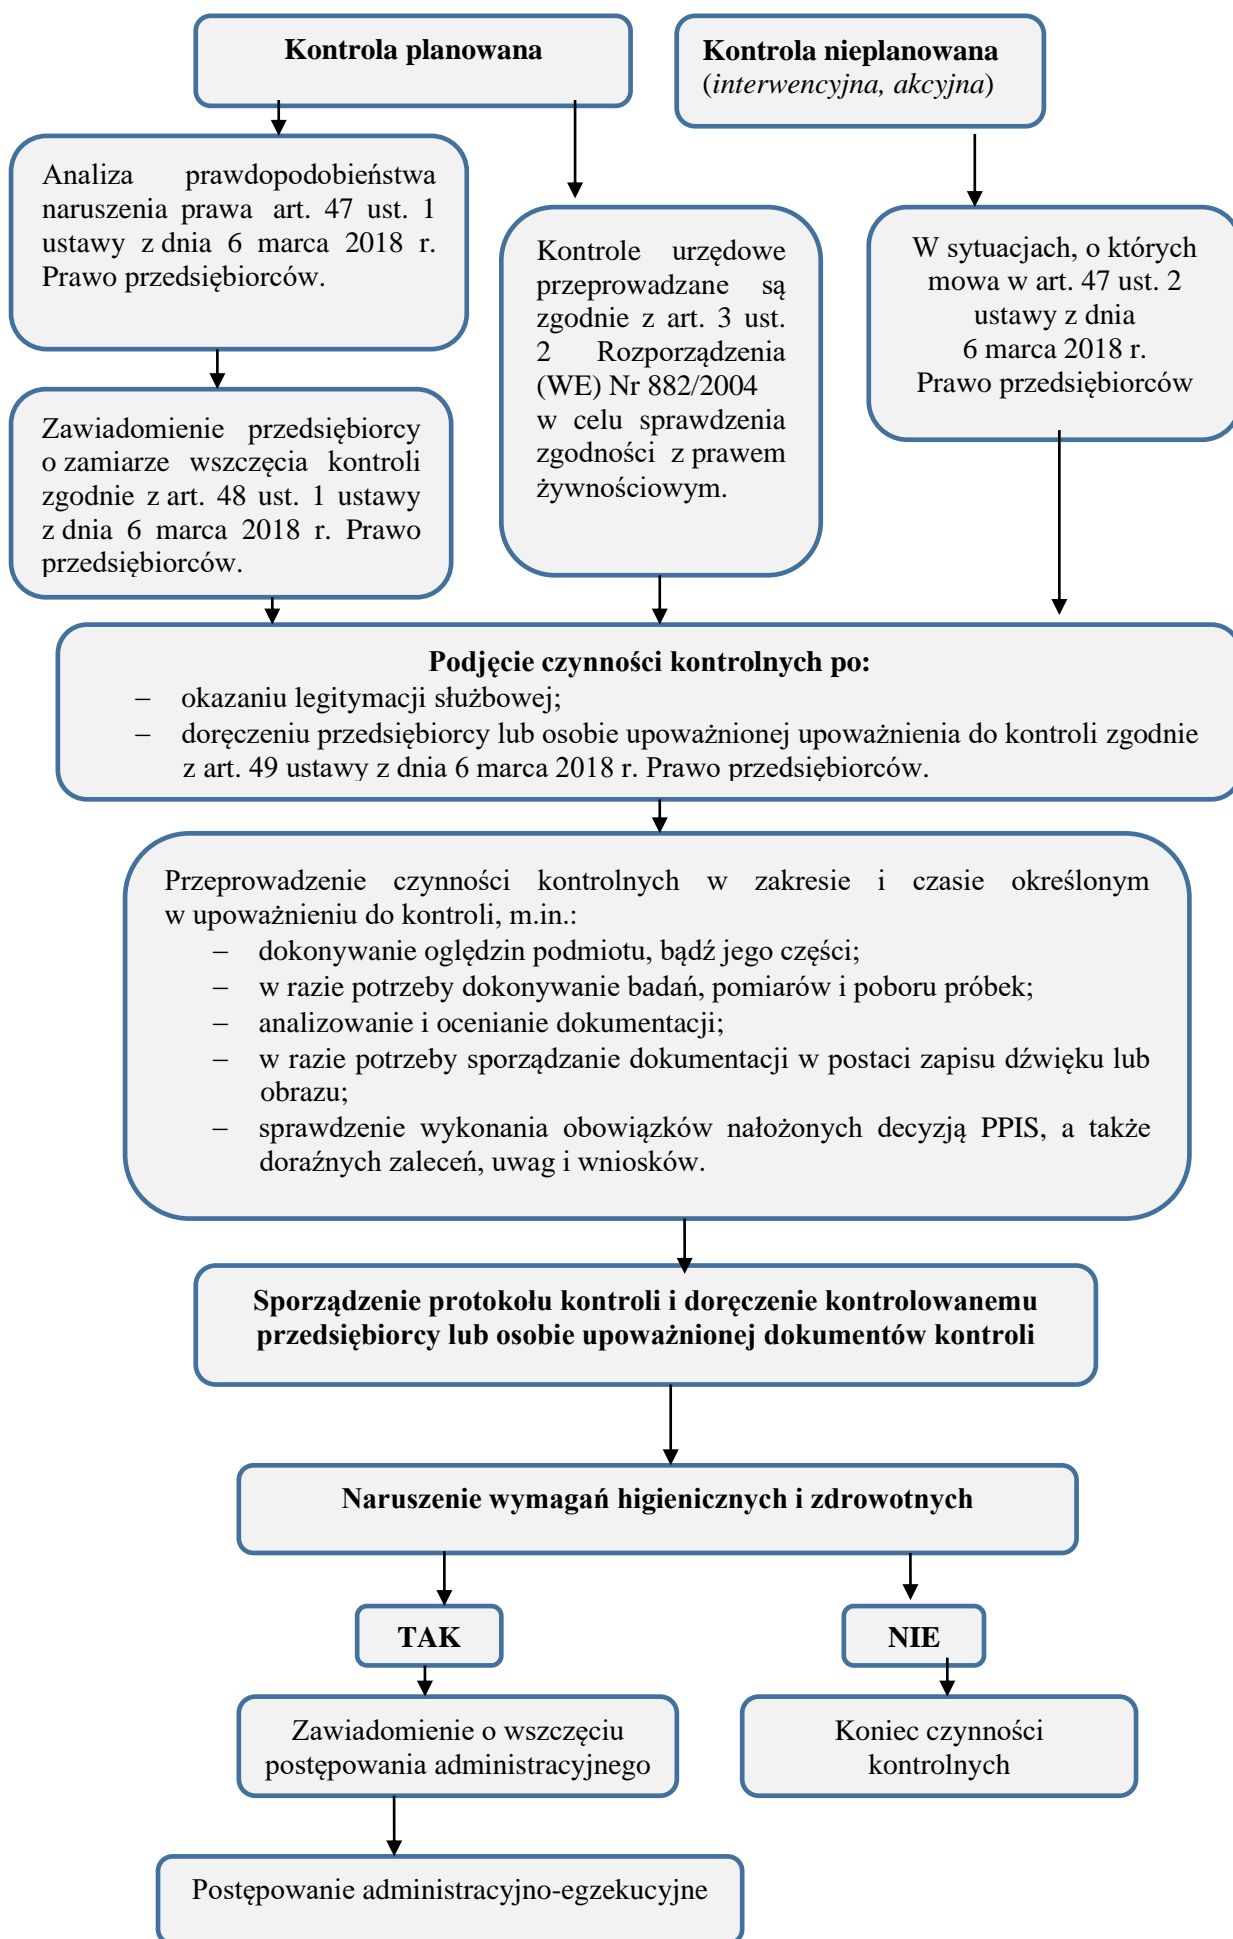 Kontrola planowana
Kontrola nieplanowana
(interwencyjna, akcyjna)
Analiza prawdopodobieństwa
naruszenia prawa art. 47 ust. 1
ustawy z dnia 6 marca 2018 r.
Prawo przedsiębiorców.
Kontrole urzędowe
przeprowadzane są
zgodnie z art. 3 ust.
2 Rozporządzenia
(WE) Nr 882/2004
w celu sprawdzenia
zgodności z prawem
żywnościowym.
W sytuacjach, o których
mowa w art. 47 ust. 2
ustawy z dnia
6 marca 2018 r.
Prawo przedsiębiorców
Zawiadomienie przedsiębiorcy
o zamiarze wszczęcia kontroli
zgodnie z art. 48 ust. 1 ustawy
z dnia 6 marca 2018 r. Prawo
przedsiębiorców.
Podjęcie czynności kontrolnych po:
– okazaniu legitymacji służbowej;
– doręczeniu przedsiębiorcy lub osobie upoważnionej upoważnienia do kontroli zgodnie
z art. 49 ustawy z dnia 6 marca 2018 r. Prawo przedsiębiorców.
Przeprowadzenie czynności kontrolnych w zakresie i czasie określonym
w upoważnieniu do kontroli, m.in.:
– dokonywanie oględzin podmiotu, bądź jego części;
– w razie potrzeby dokonywanie badań, pomiarów i poboru próbek;
– analizowanie i ocenianie dokumentacji;
– w razie potrzeby sporządzanie dokumentacji w postaci zapisu dźwięku lub
obrazu;
– sprawdzenie wykonania obowiązków nałożonych decyzją PPIS, a także
doraźnych zaleceń, uwag i wniosków.
Sporządzenie protokołu kontroli i doręczenie kontrolowanemu
przedsiębiorcy lub osobie upoważnionej dokumentów kontroli
Naruszenie wymagań higienicznych i zdrowotnych
TAK
NIE
Zawiadomienie o wszczęciu
postępowania administracyjnego
Koniec czynności
kontrolnych
Postępowanie administracyjno-egzekucyjne